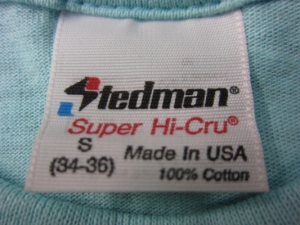 Stedman®
Super Hi-Cru®
S
(34-36) Made In USA
100% Cotton